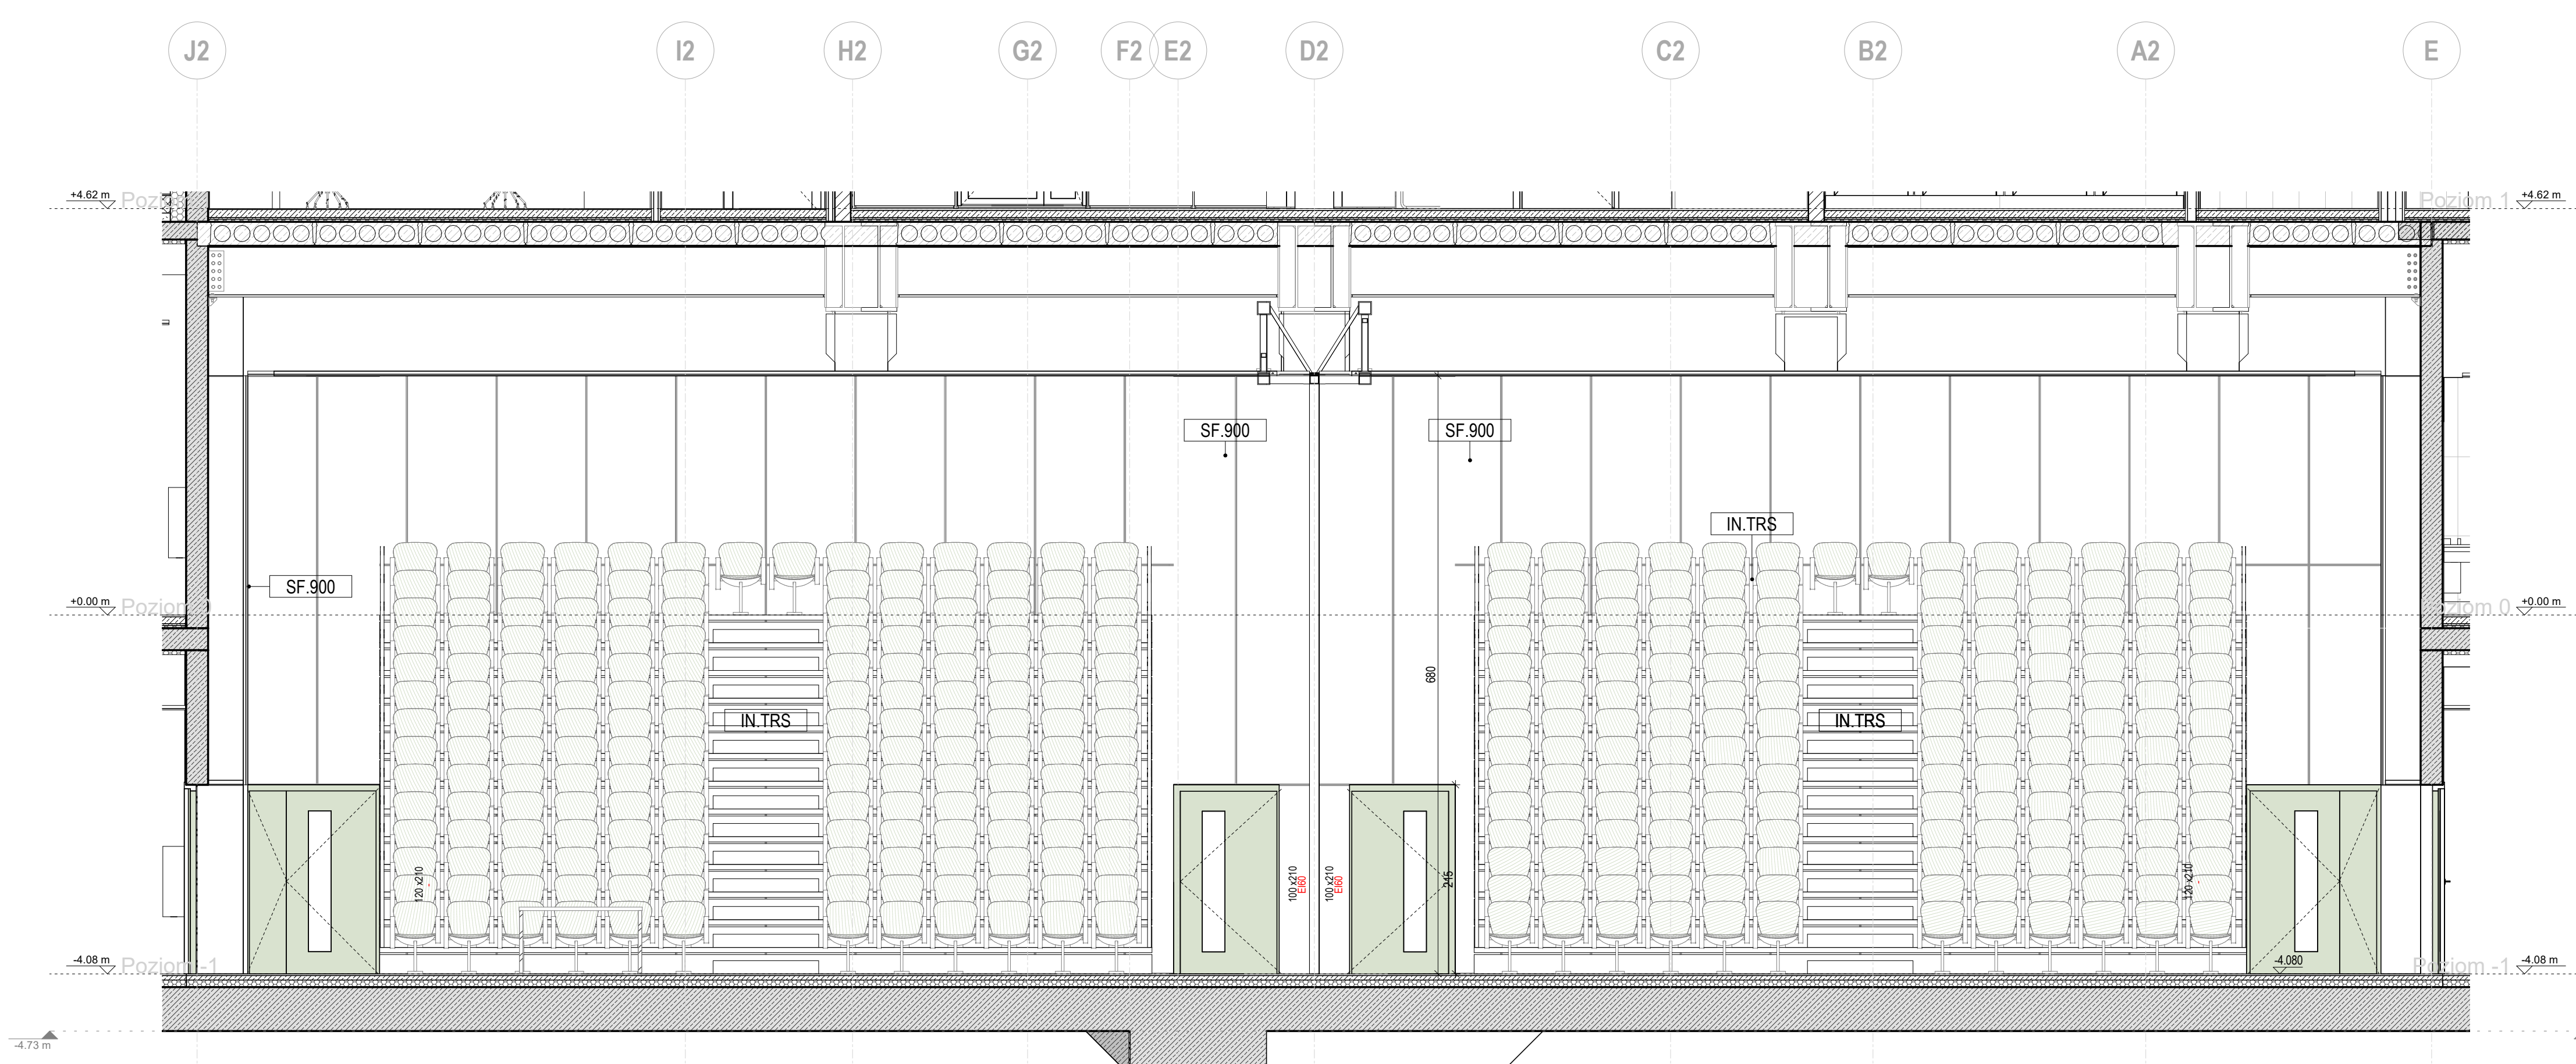 J2 I2 H2 G2 F2 E2 D2 C2 B2 A2 E
+4.62 m Poziom 1 +4.62 m
SF.900 SF.900
IN.TRS
SF.900
+0.00 m Poziom 0 Poziom 0 +0.00 m
680
IN.TRS IN.TRS
120 x210
100 x210
EI60
100 x210
EI60
215
120 x210
-4.08 m Poziom -1 -4.080 Poziom -1 -4.08 m
-4.73 m